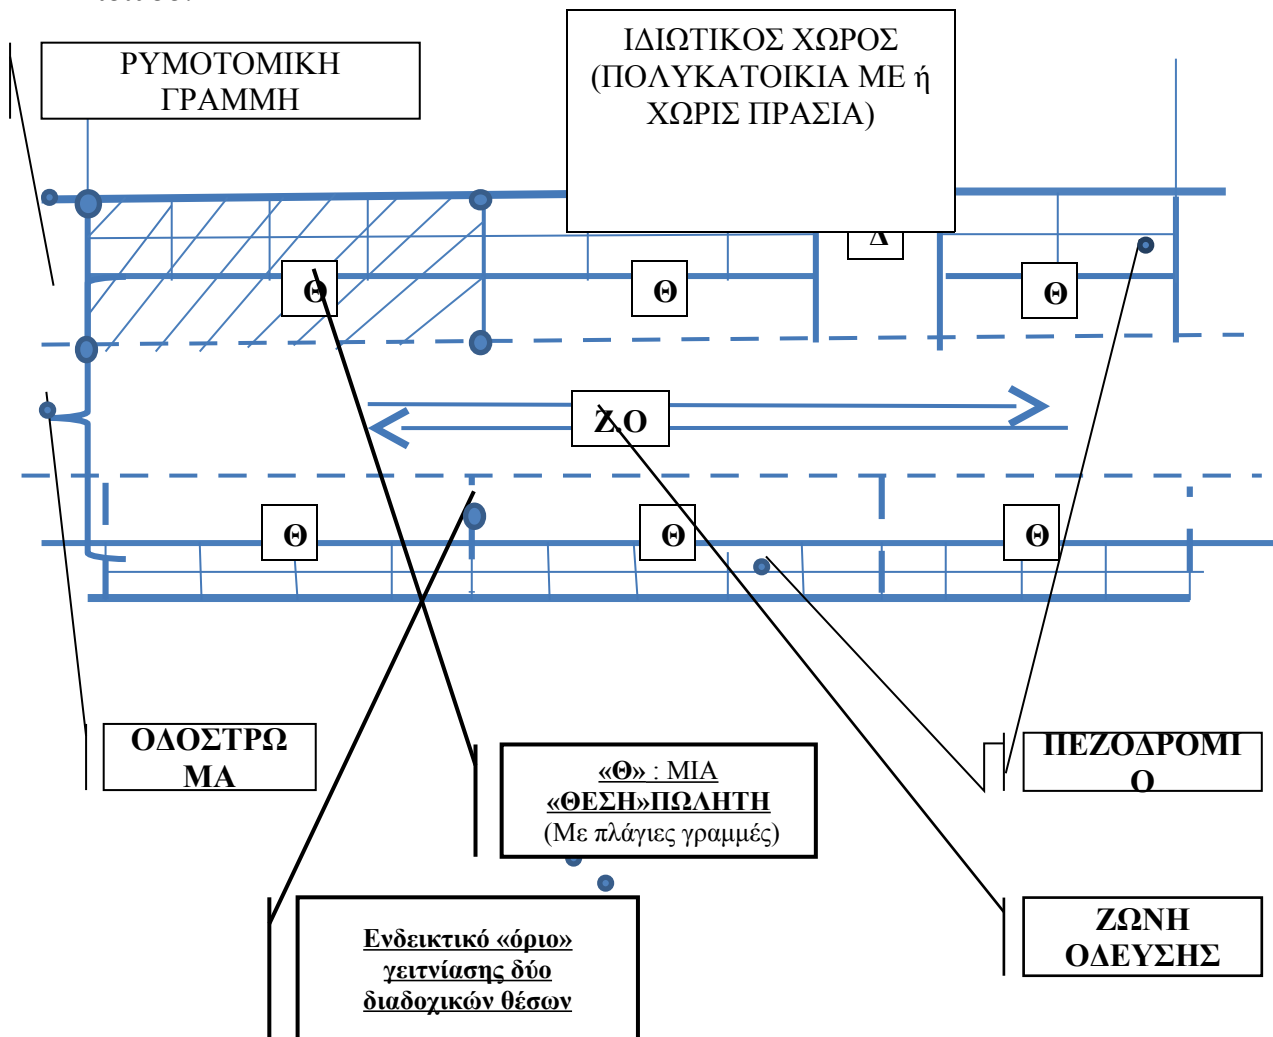 ΡΥΜΟΤΟΜΙΚΗ
ΓΡΑΜΜΗ
ΙΔΙΩΤΙΚΟΣ ΧΩΡΟΣ
(ΠΟΛΥΚΑΤΟΙΚΙΑ ΜΕ ή
ΧΩΡΙΣ ΠΡΑΣΙΑ)
Δ
Θ
Θ
Θ
Ζ.Ο
Θ
Θ
Θ
ΟΔΟΣΤΡΩ
ΜΑ
«Θ» : ΜΙΑ
«ΘΕΣΗ»ΠΩΛΗΤΗ
(Με πλάγιες γραμμές)
ΠΕΖΟΔΡΟΜΙ
Ο
Ενδεικτικό «όριο»
γειτνίασης δύο
διαδοχικών θέσων
ΖΩΝΗ
ΟΔΕΥΣΗΣ